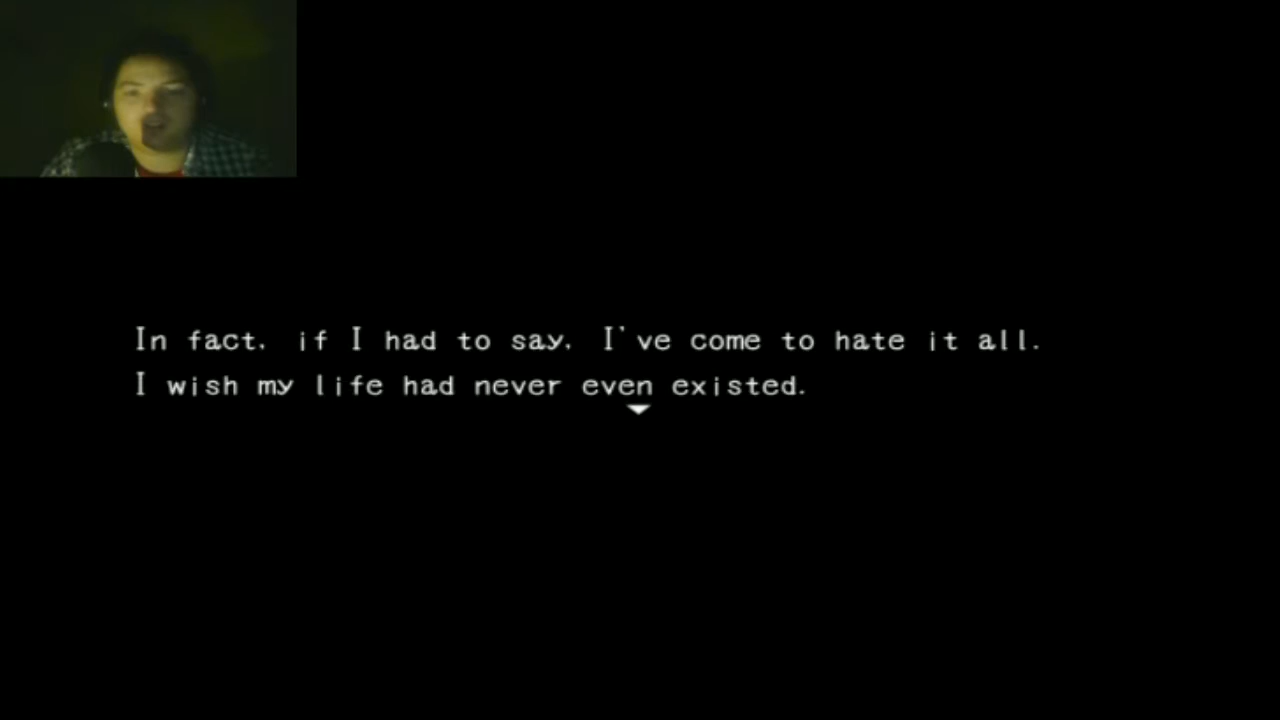 In fact, if I had to say, I've come to hate it all.
I wish my life had never even existed.